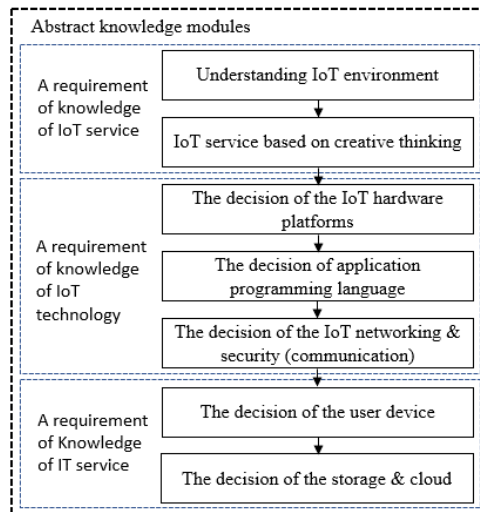 Abstract knowledge modules
A requirement
of knowledge
of IoT service
Understanding IoT environment
IoT service based on creative thinking
A requirement
of knowledge
of IoT
technology
The decision of the IoT hardware
platforms
The decision of application
programming language
The decision of the IoT networking &
security (communication)
A requirement
of Knowledge
of IT service
The decision of the user device
The decision of the storage & cloud